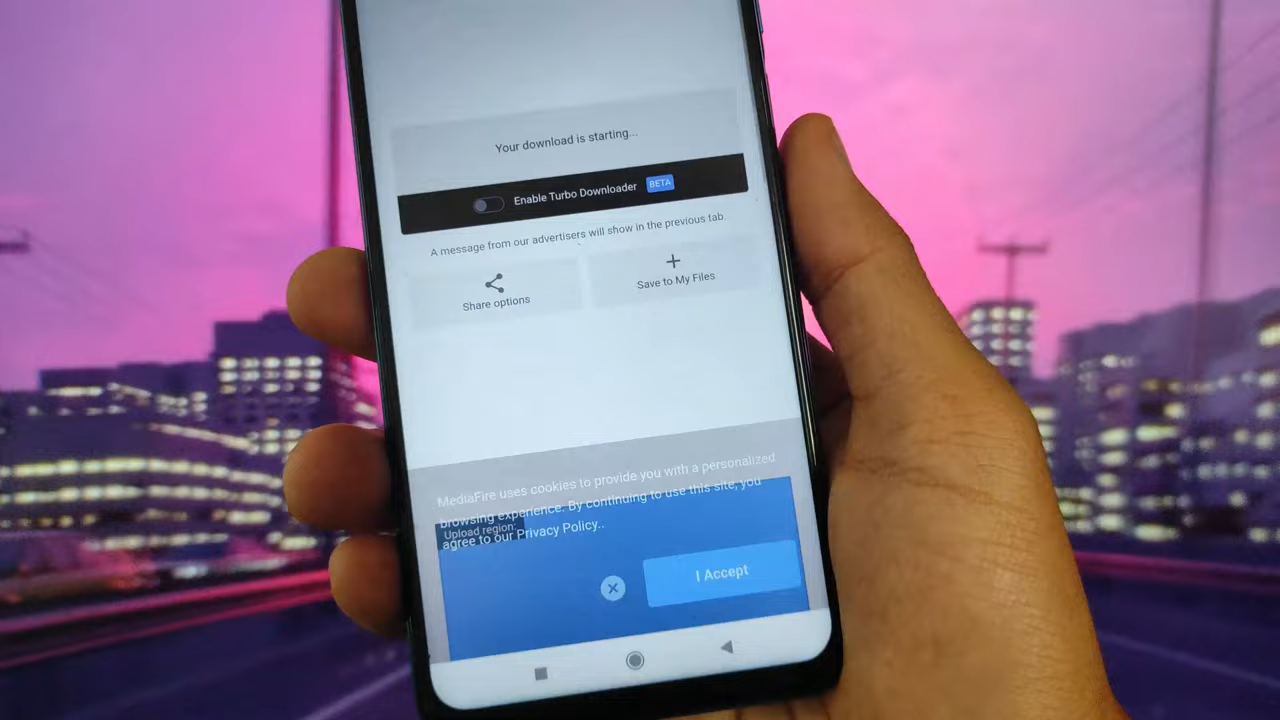 Your download is starting...
Enable Turbo Downloader BETA
A message from our advertisers will show in the previous tab.
Share options
Save to My Files
MediaFire uses cookies to provide you with a personalized
browsing experience. By continuing to use this site, you
Upload region:
agree to our Privacy Policy..
I Accept